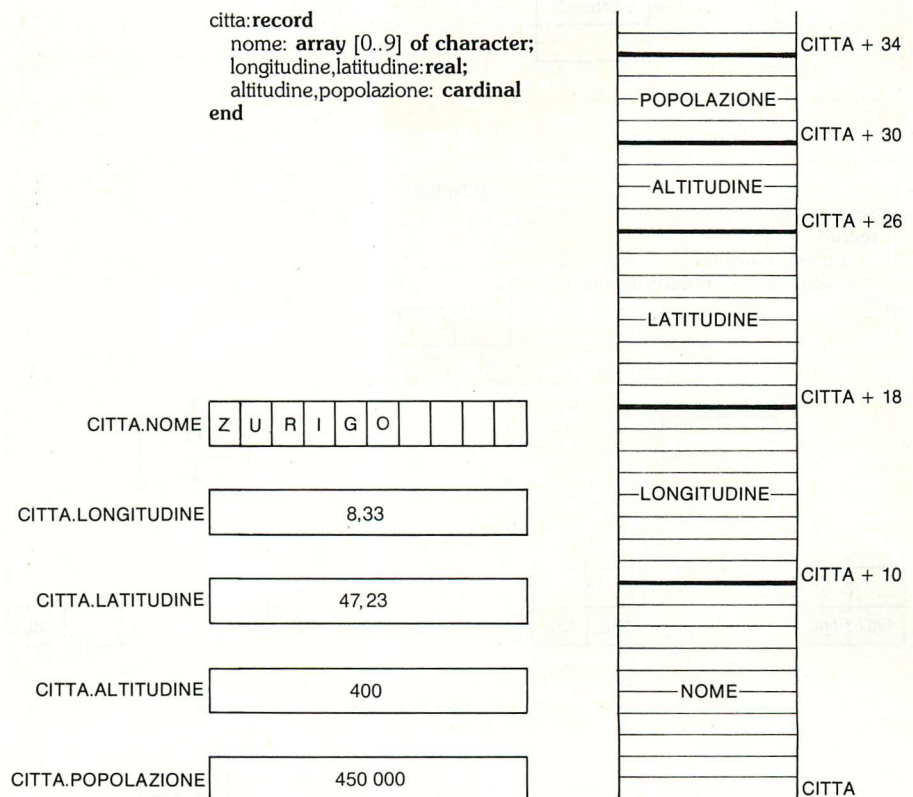 citta:record
nome: array [0..9] of character;
longitudine,latitudine:real;
altitudine,popolazione: cardinal
end
CITTA.NOME Z U R I G O
CITTA.LONGITUDINE 8,33
CITTA.LATITUDINE 47,23
CITTA.ALTITUDINE 400
CITTA.POPOLAZIONE 450 000
CITTA + 34
POPOLAZIONE
CITTA + 30
ALTITUDINE
CITTA + 26
LATITUDINE
CITTA + 18
LONGITUDINE
CITTA + 10
NOME
CITTA